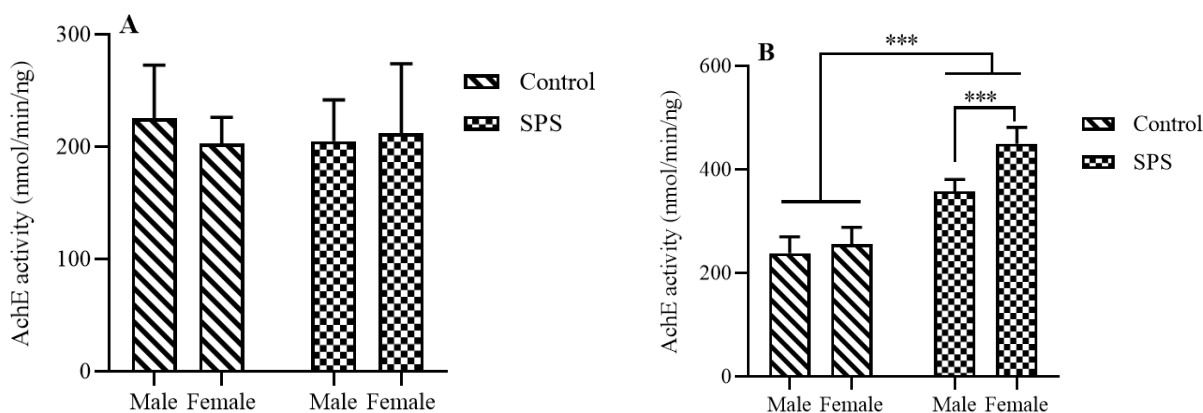 A
300
200
100
0
AchE activity (nmol/min/ng)
Male Female Male Female
Control
SPS
B
***
***
600
400
200
0
AchE activity (nmol/min/ng)
Male Female Male Female
Control
SPS